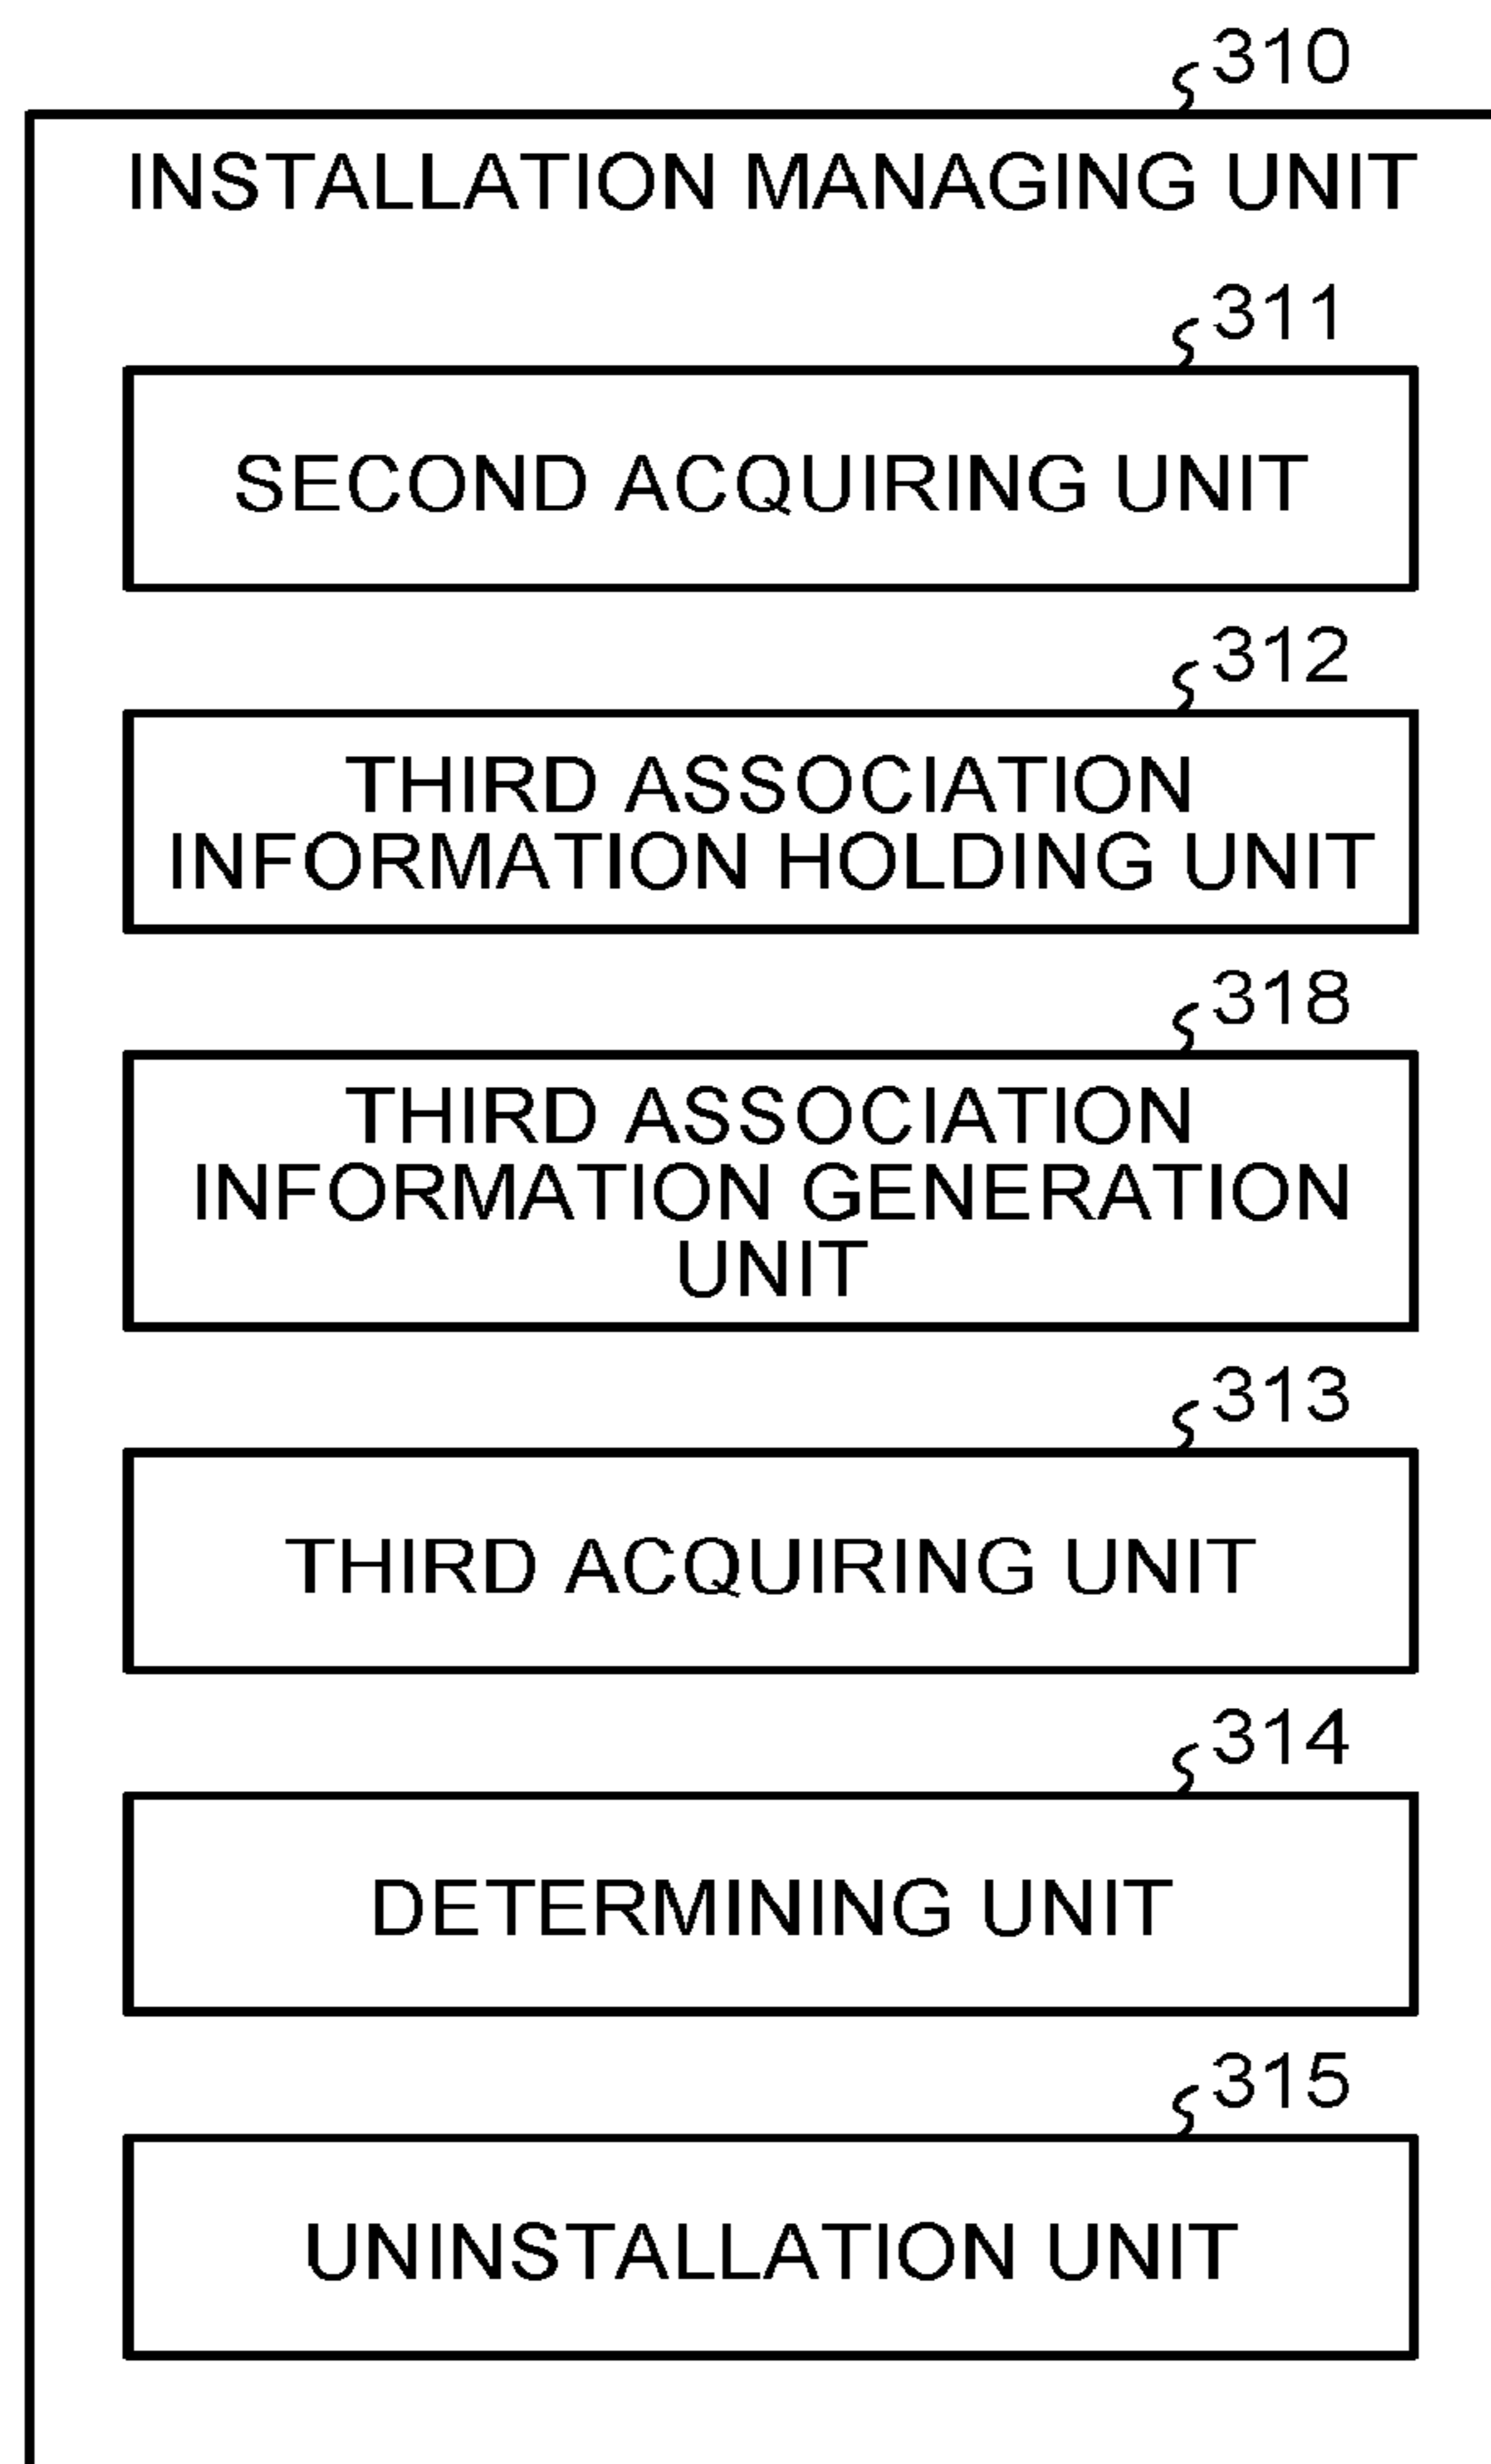 310
INSTALLATION MANAGING UNIT
311
SECOND ACQUIRING UNIT
312
THIRD ASSOCIATION
INFORMATION HOLDING UNIT
318
THIRD ASSOCIATION
INFORMATION GENERATION
UNIT
313
THIRD ACQUIRING UNIT
314
DETERMINING UNIT
315
UNINSTALLATION UNIT